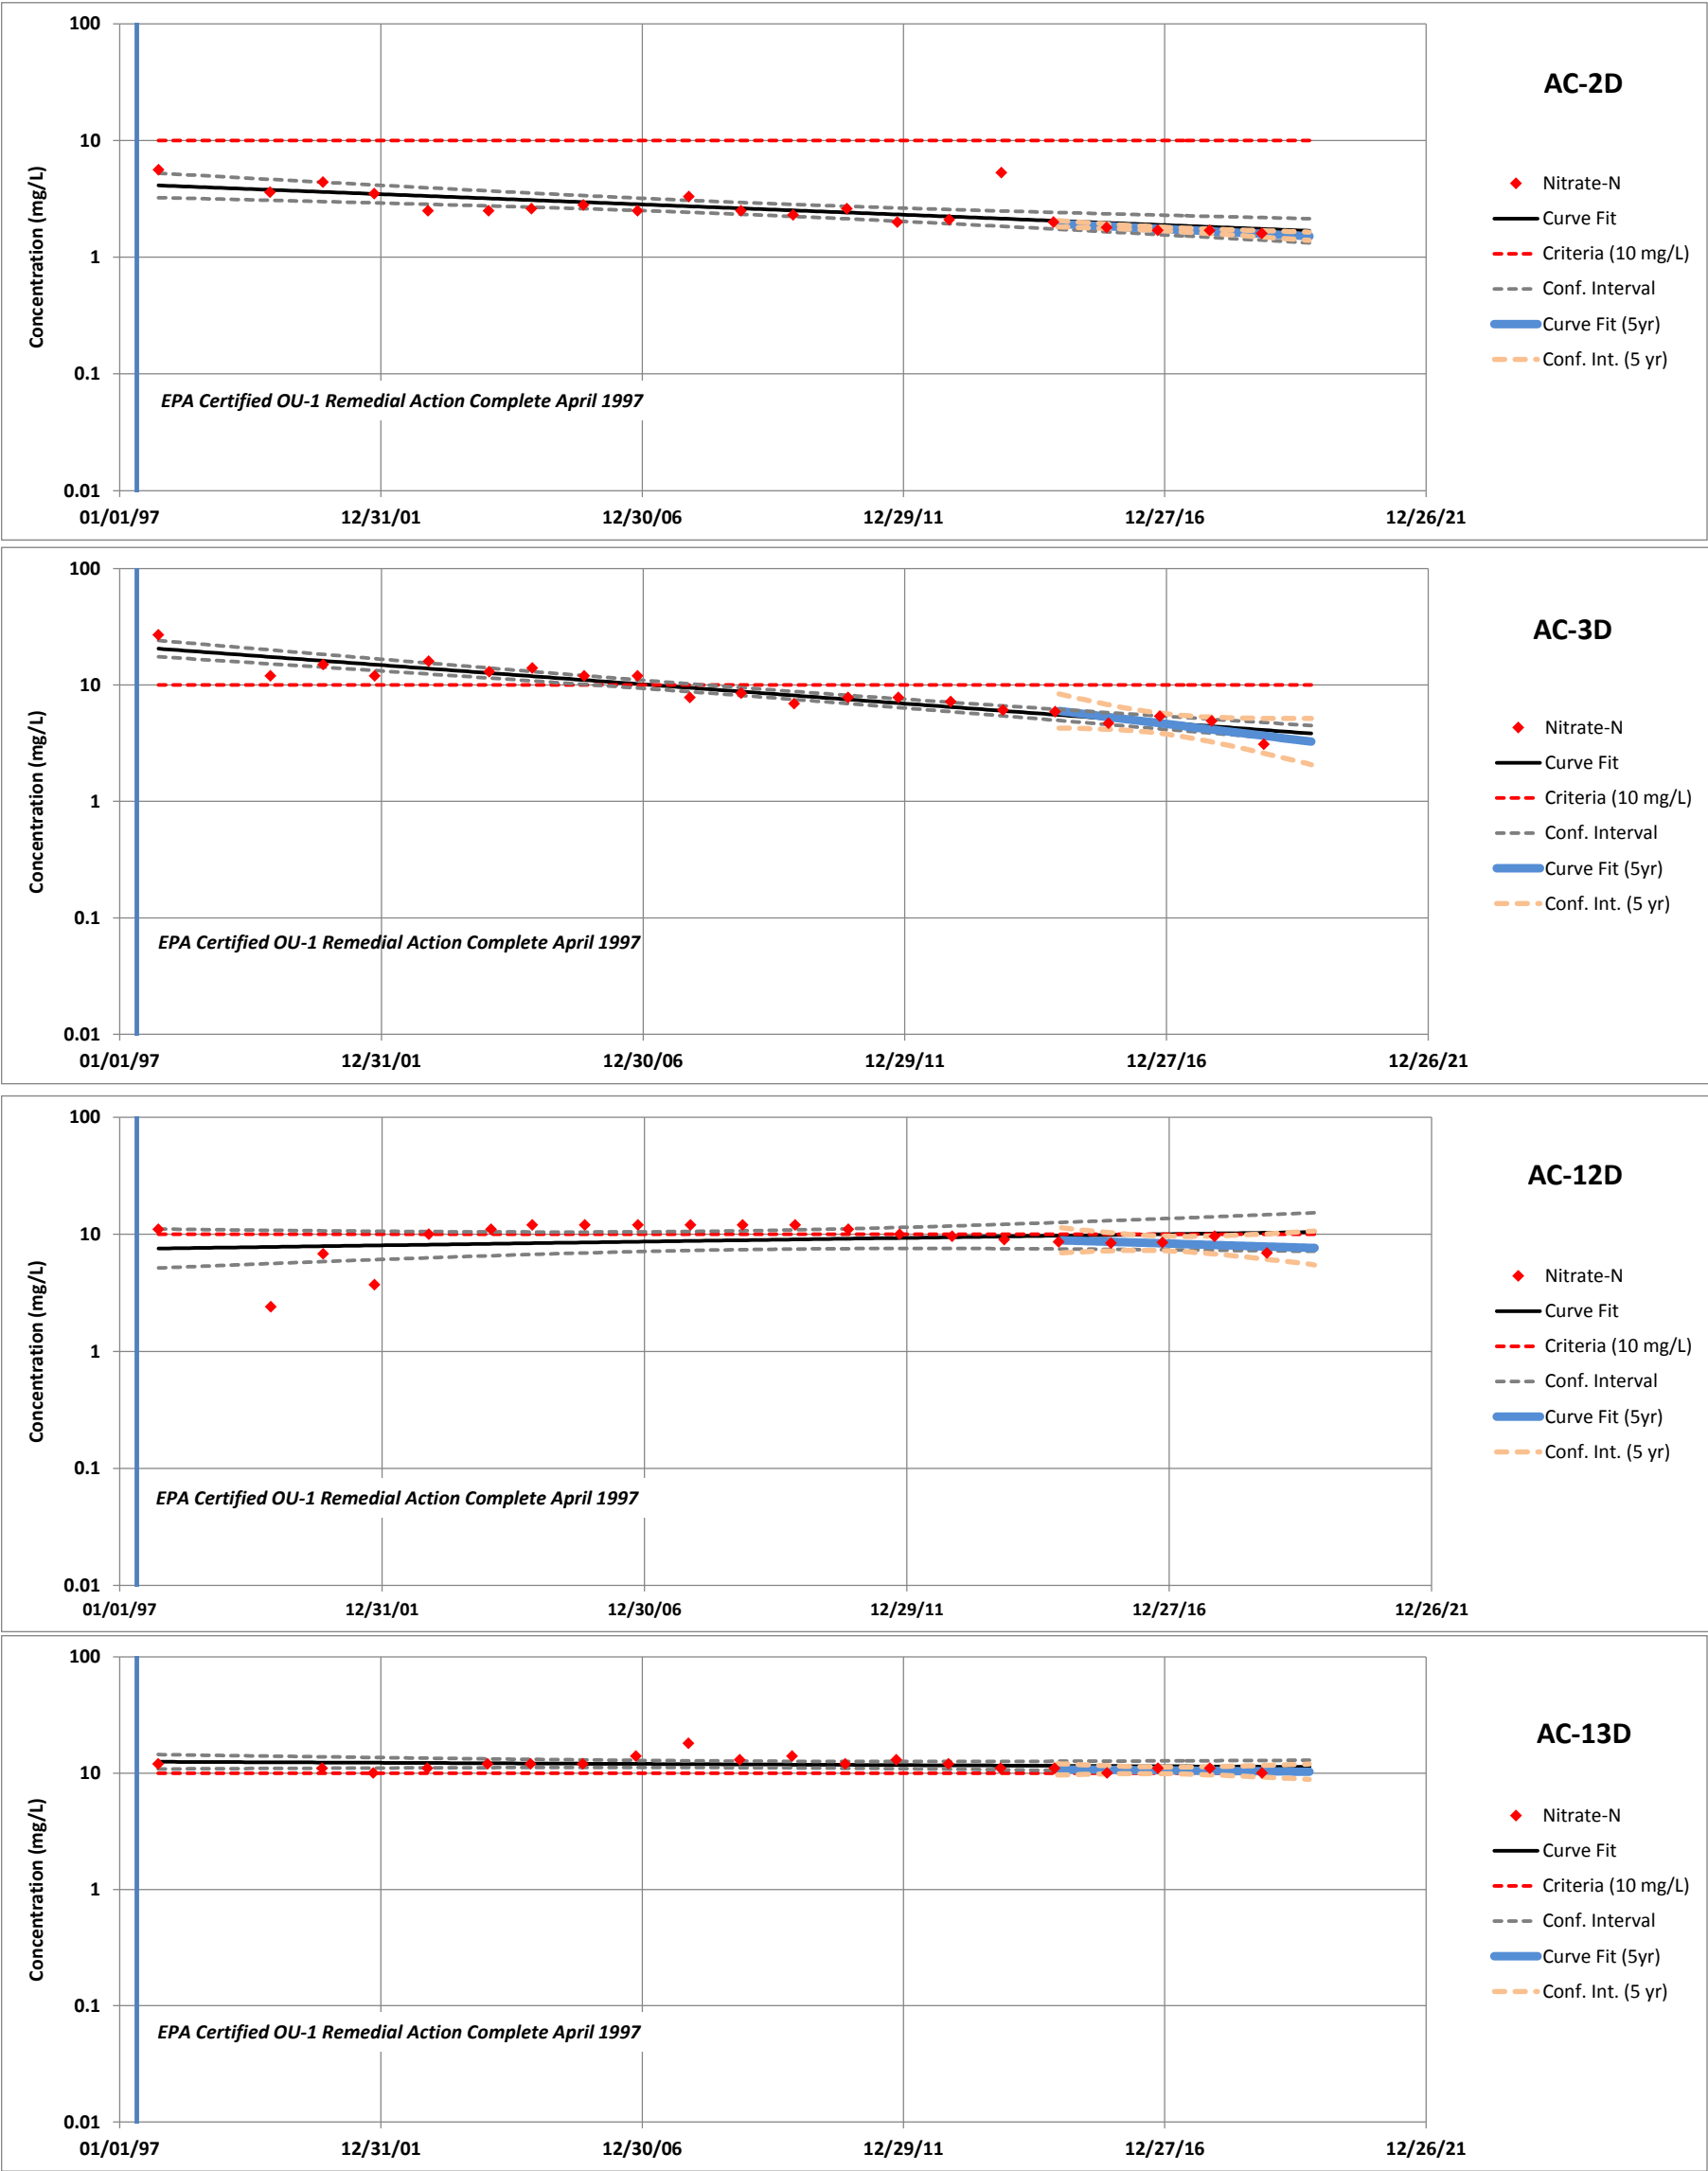 AC-2D
Concentration (mg/L)
100
10
1
0.1
0.01
01/01/97 12/31/01 12/30/06 12/29/11 12/27/16 12/26/21
EPA Certified OU-1 Remedial Action Complete April 1997
Nitrate-N
Curve Fit
Criteria (10 mg/L)
Conf. Interval
Curve Fit (5yr)
Conf. Int. (5 yr)
AC-3D
Concentration (mg/L)
100
10
1
0.1
0.01
01/01/97 12/31/01 12/30/06 12/29/11 12/27/16 12/26/21
EPA Certified OU-1 Remedial Action Complete April 1997
Nitrate-N
Curve Fit
Criteria (10 mg/L)
Conf. Interval
Curve Fit (5yr)
Conf. Int. (5 yr)
AC-12D
Concentration (mg/L)
100
10
1
0.1
0.01
01/01/97 12/31/01 12/30/06 12/29/11 12/27/16 12/26/21
EPA Certified OU-1 Remedial Action Complete April 1997
Nitrate-N
Curve Fit
Criteria (10 mg/L)
Conf. Interval
Curve Fit (5yr)
Conf. Int. (5 yr)
AC-13D
Concentration (mg/L)
100
10
1
0.1
0.01
01/01/97 12/31/01 12/30/06 12/29/11 12/27/16 12/26/21
EPA Certified OU-1 Remedial Action Complete April 1997
Nitrate-N
Curve Fit
Criteria (10 mg/L)
Conf. Interval
Curve Fit (5yr)
Conf. Int. (5 yr)